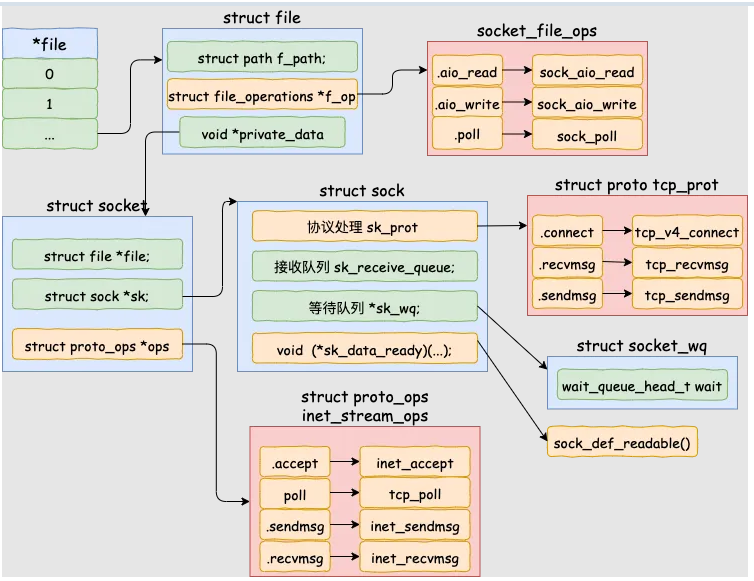 *file
0
1
...
struct file
struct path f_path;
struct file_operations *f_op
void *private_data
socket_file_ops
.aio_read
sock_aio_read
.aio_write
sock_aio_write
.poll
sock_poll
struct socket
struct file *file;
struct sock *sk;
struct proto_ops *ops
struct sock
协议处理 sk_prot
接收队列 sk_receive_queue;
等待队列 *sk_wq;
void (*sk_data_ready)(...);
struct proto tcp_prot
.connect
tcp_v4_connect
.recvmsg
tcp_recvmsg
.sendmsg
tcp_sendmsg
struct socket_wq
wait_queue_head_t wait
sock_def_readable()
struct proto_ops
inet_stream_ops
.accept
inet_accept
poll
tcp_poll
.sendmsg
inet_sendmsg
.recvmsg
inet_recvmsg